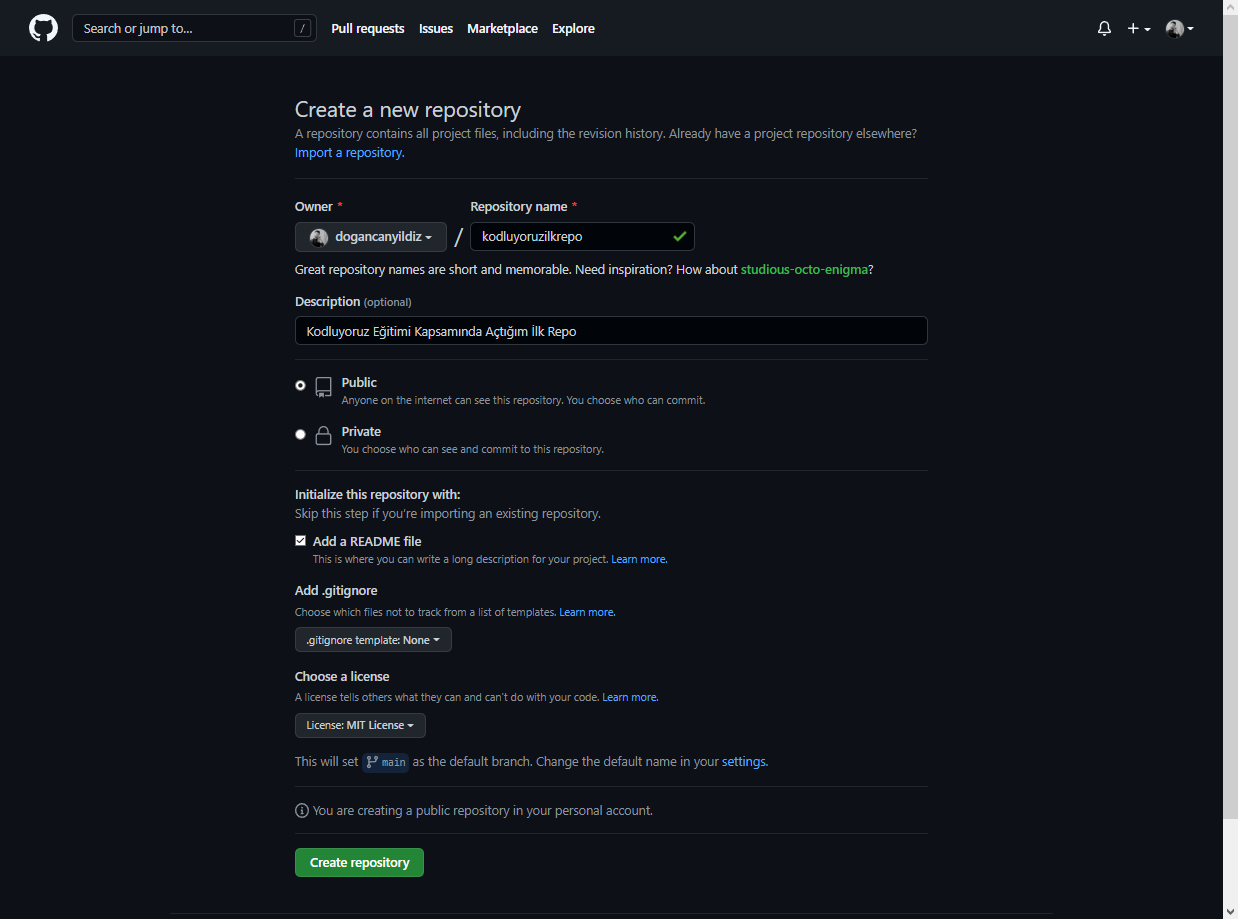 Search or jump to... / Pull requests Issues Marketplace Explore
Create a new repository
A repository contains all project files, including the revision history. Already have a project repository elsewhere?
Import a repository.
Owner * Repository name *
dogancanyildiz / kodluyoruzilkrepo
Great repository names are short and memorable. Need inspiration? How about studious-octo-enigma?
Description (optional)
Kodluyoruz Eğitimi Kapsamında Açtığım İlk Repo
Public
Anyone on the internet can see this repository. You choose who can commit.
Private
You choose who can see and commit to this repository.
Initialize this repository with:
Skip this step if you're importing an existing repository.
Add a README file
This is where you can write a long description for your project. Learn more.
Add .gitignore
Choose which files not to track from a list of templates. Learn more.
.gitignore template: None
Choose a license
A license tells others what they can and can't do with your code. Learn more.
License: MIT License
This will set main as the default branch. Change the default name in your settings.
You are creating a public repository in your personal account.
Create repository